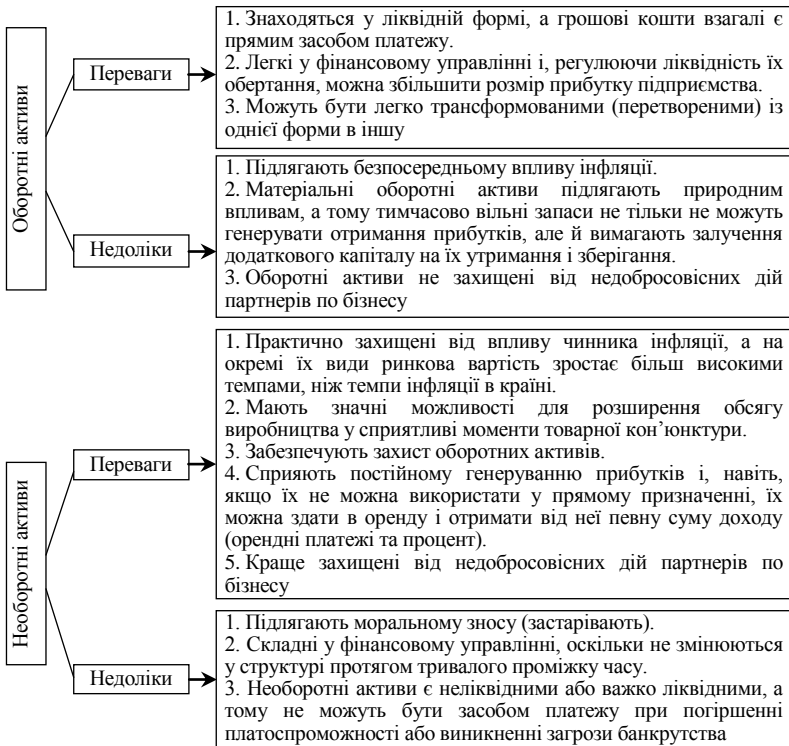 Оборотні активи
Переваги
1. Знаходяться у ліквідній формі, а грошові кошти взагалі є
прямим засобом платежу.
2. Легкі у фінансовому управлінні і, регулюючи ліквідність їх
обертання, можна збільшити розмір прибутку підприємства.
3. Можуть бути легко трансформованими (перетвореними) із
однієї форми в іншу
Недоліки
1. Підлягають безпосередньому впливу інфляції.
2. Матеріальні оборотні активи підлягають природним
впливам, а тому тимчасово вільні запаси не тільки не можуть
генерувати отримання прибутків, але й вимагають залучення
додаткового капіталу на їх утримання і зберігання.
3. Оборотні активи не захищені від недобросовісних дій
партнерів по бізнесу
Необоротні активи
Переваги
1. Практично захищені від впливу чинника інфляції, а на
окремі їх види ринкова вартість зростає більш високими
темпами, ніж темпи інфляції в країні.
2. Мають значні можливості для розширення обсягу
виробництва у сприятливі моменти товарної кон’юнктури.
3. Забезпечують захист оборотних активів.
4. Сприяють постійному генеруванню прибутків і, навіть,
якщо їх не можна використати у прямому призначенні, їх
можна здати в оренду і отримати від неї певну суму доходу
(орендні платежі та процент).
5. Краще захищені від недобросовісних дій партнерів по
бізнесу
Недоліки
1. Підлягають моральному зносу (застарівають).
2. Складні у фінансовому управлінні, оскільки не змінюються
у структурі протягом тривалого проміжку часу.
3. Необоротні активи є неліквідними або важко ліквідними, а
тому не можуть бути засобом платежу при погіршенні
платоспроможності або виникненні загрози банкрутства